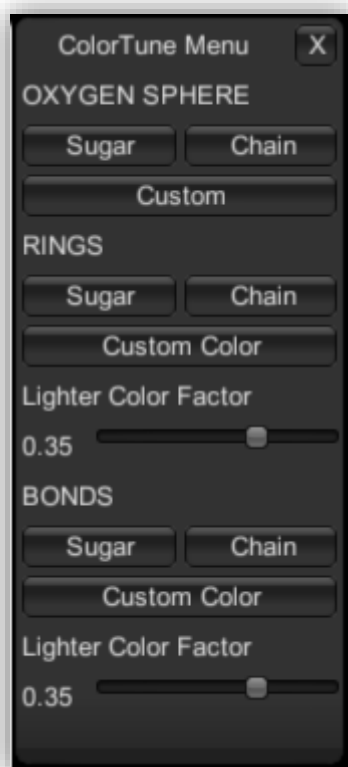 ColorTune Menu X
OXYGEN SPHERE
Sugar Chain
Custom
RINGS
Sugar Chain
Custom Color
Lighter Color Factor
0.35
BONDS
Sugar Chain
Custom Color
Lighter Color Factor
0.35